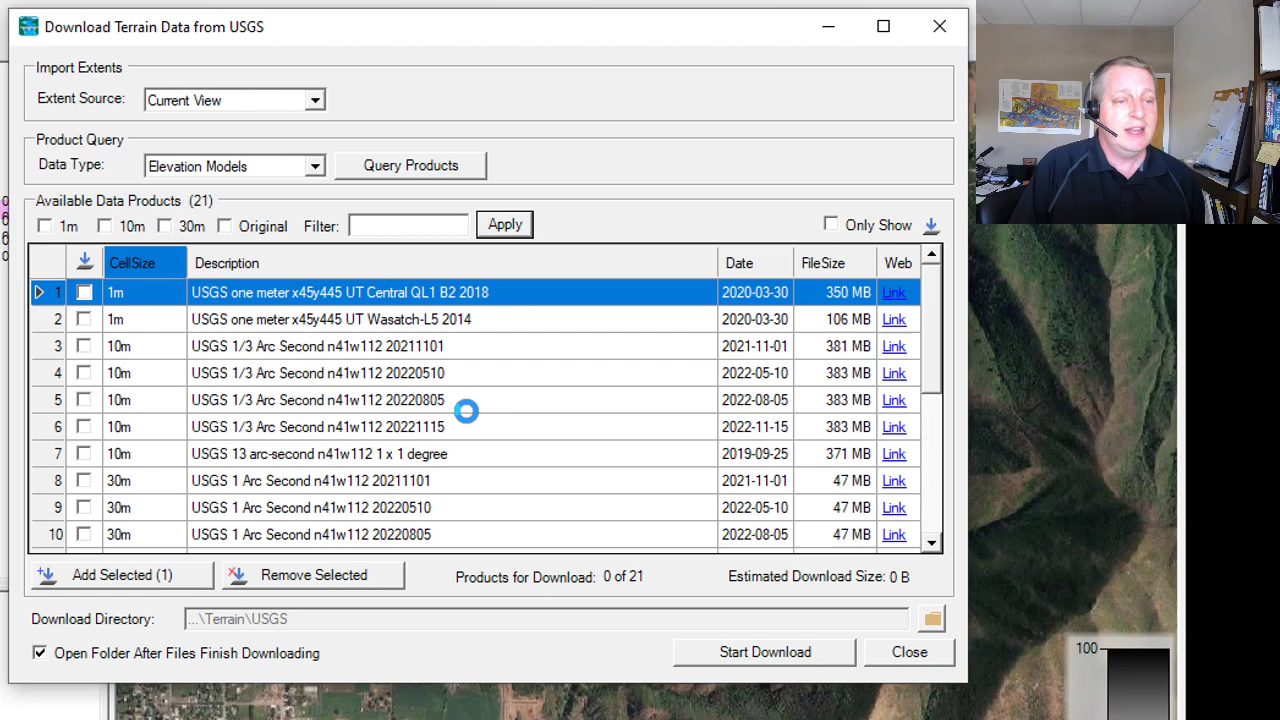 Download Terrain Data from USGS
Import Extents
Extent Source: Current View
Product Query
Data Type: Elevation Models Query Products
Available Data Products (21)
1m 10m 30m Original Filter: Apply Only Show
CellSize Description Date FileSize Web
1 1m USGS one meter x45y445 UT Central QL1 B2 2018 2020-03-30 350 MB Link
2 1m USGS one meter x45y445 UT Wasatch-L5 2014 2020-03-30 106 MB Link
3 10m USGS 1/3 Arc Second n41w112 20211101 2021-11-01 381 MB Link
4 10m USGS 1/3 Arc Second n41w112 20220510 2022-05-10 383 MB Link
5 10m USGS 1/3 Arc Second n41w112 20220805 2022-08-05 383 MB Link
6 10m USGS 1/3 Arc Second n41w112 20221115 2022-11-15 383 MB Link
7 10m USGS 13 arc-second n41w112 1 x 1 degree 2019-09-25 371 MB Link
8 30m USGS 1 Arc Second n41w112 20211101 2021-11-01 47 MB Link
9 30m USGS 1 Arc Second n41w112 20220510 2022-05-10 47 MB Link
10 30m USGS 1 Arc Second n41w112 20220805 2022-08-05 47 MB Link
Add Selected (1) Remove Selected Products for Download: 0 of 21 Estimated Download Size: 0 B
Download Directory: ...\Terrain\USGS
Open Folder After Files Finish Downloading Start Download Close
100